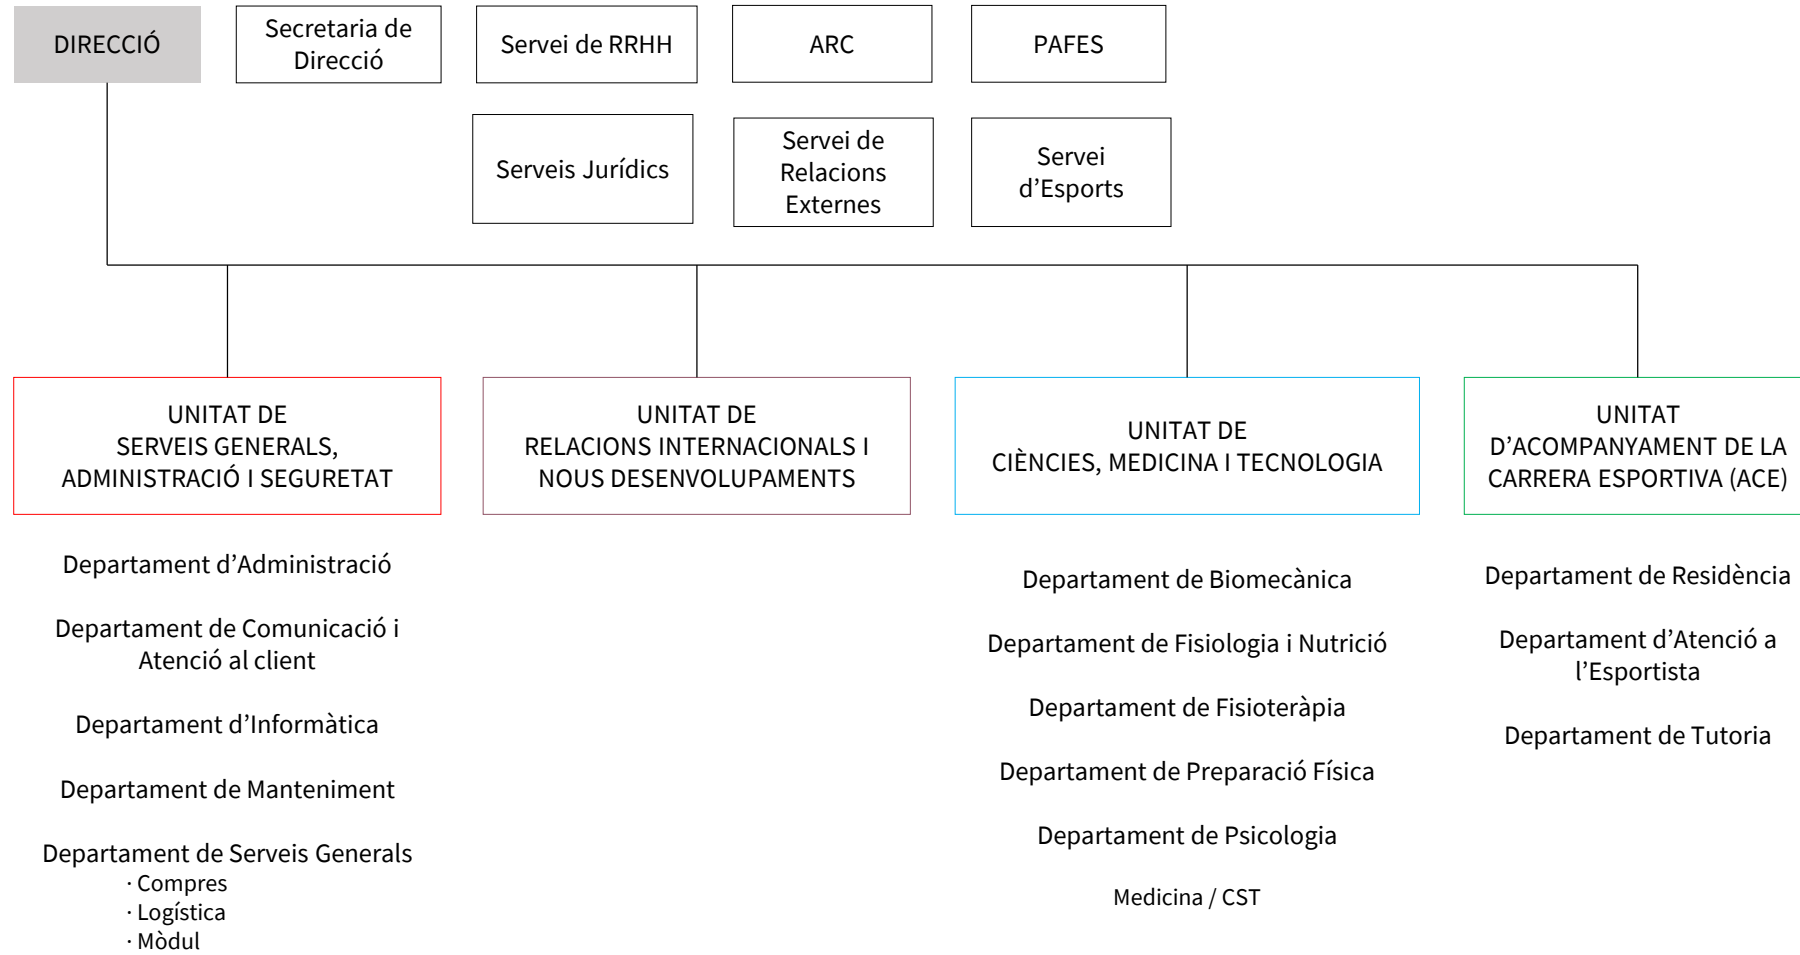 DIRECCIÓ
Secretaria de
Direcció
Servei de RRHH
ARC
PAFES
Serveis Jurídics
Servei de
Relacions
Externes
Servei
d’Esports
UNITAT DE
SERVEIS GENERALS,
ADMINISTRACIÓ I SEGURETAT
UNITAT DE
RELACIONS INTERNACIONALS I
NOUS DESENVOLUPAMENTS
UNITAT DE
CIÈNCIES, MEDICINA I TECNOLOGIA
UNITAT
D’ACOMPANYAMENT DE LA
CARRERA ESPORTIVA (ACE)
Departament d’Administració
Departament de Comunicació i
Atenció al client
Departament d’Informàtica
Departament de Manteniment
Departament de Serveis Generals
· Compres
· Logística
· Mòdul
Departament de Biomecànica
Departament de Fisiologia i Nutrició
Departament de Fisioteràpia
Departament de Preparació Física
Departament de Psicologia
Medicina / CST
Departament de Residència
Departament d’Atenció a
l’Esportista
Departament de Tutoria